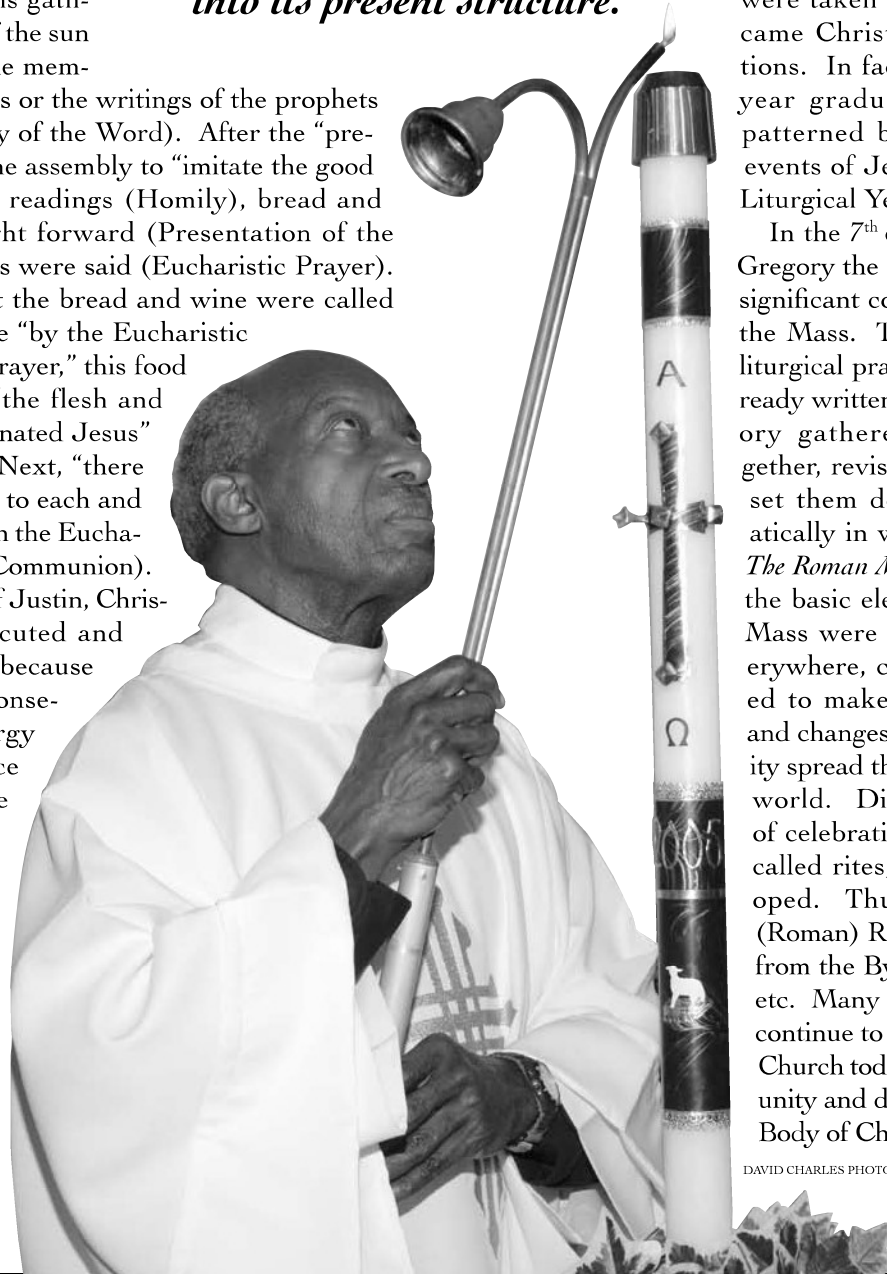 into its present structure.
is gath-
f the sun
e mem-
s or the writings of the prophets
y of the Word). After the “pre-
he assembly to “imitate the good
readings (Homily), bread and
ght forward (Presentation of the
s were said (Eucharistic Prayer).
t the bread and wine were called
e “by the Eucharistic
rayer,” this food
“the flesh and
nated Jesus”
Next, “there
to each and
n the Eucha-
Communion).
f Justin, Chris-
cuted and
because
onse-
rgy
ce
e
Α
Ω
2005
were taken
came Christ
tions. In fac
year gradu
patterned b
events of Je
Liturgical Ye
In the 7th
Gregory the
significant co
the Mass. T
liturgical pra
ready written
ory gathere
gether, revis
set them d
atically in v
The Roman M
the basic ele
Mass were
erywhere, c
ed to make
and changes
ity spread th
world. Di
of celebrati
called rites,
oped. Thu
(Roman) R
from the By
etc. Many
continue to
Church tod
unity and d
Body of Ch
DAVID CHARLES PHOTO